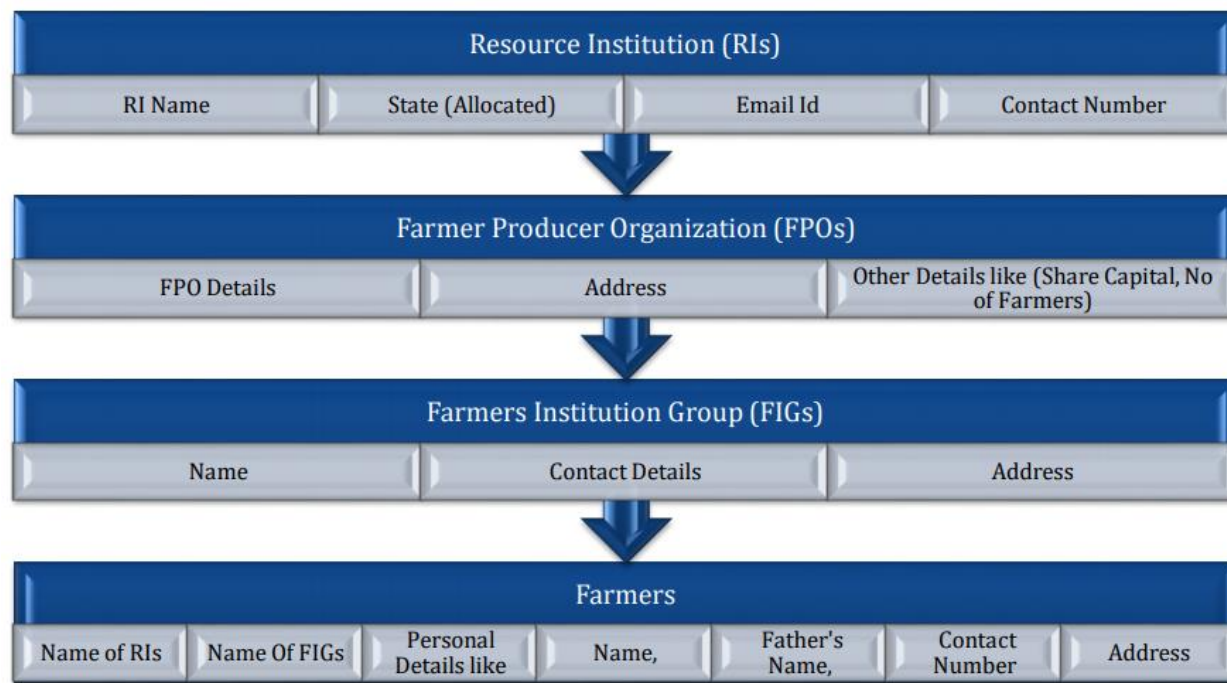 Resource Institution (RIs)
RI Name
State (Allocated)
Email Id
Contact Number
Farmer Producer Organization (FPOs)
FPO Details
Address
Other Details like (Share Capital, No
of Farmers)
Farmers Institution Group (FIGs)
Name
Contact Details
Address
Farmers
Name of RIs
Name Of FIGs
Personal
Details like
Name,
Father's
Name,
Contact
Number
Address